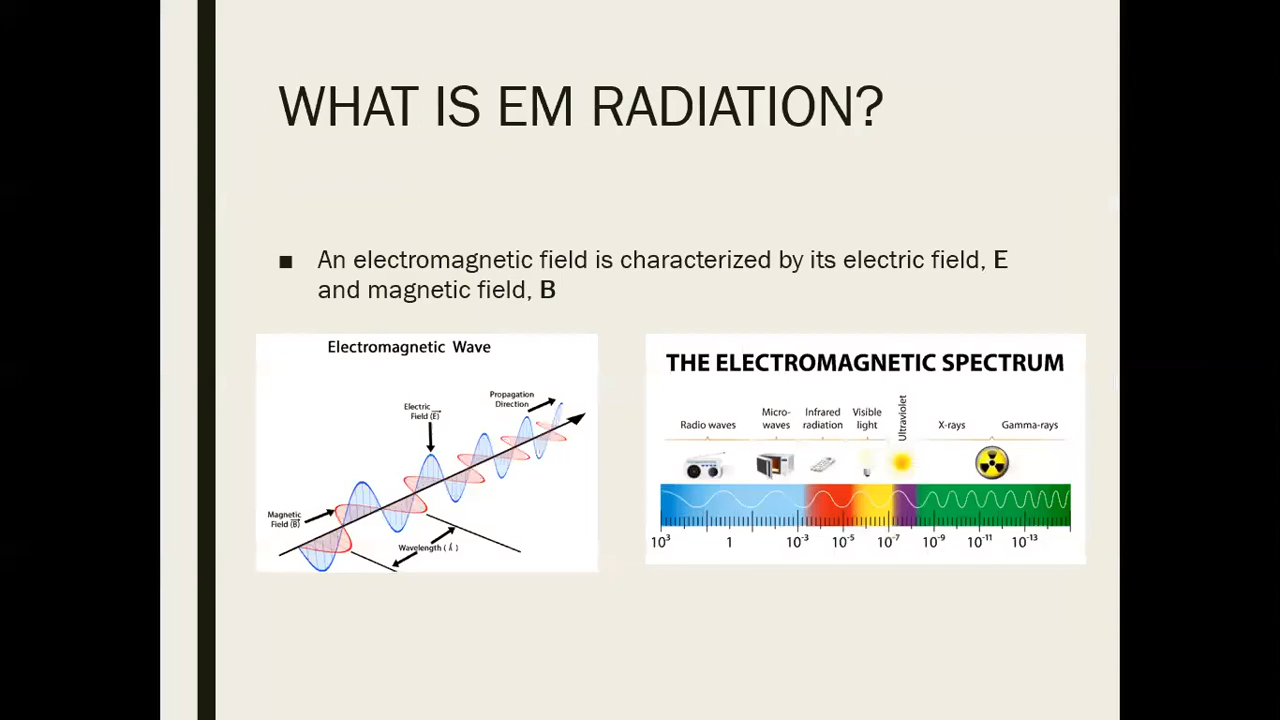 WHAT IS EM RADIATION?
■ An electromagnetic field is characterized by its electric field, E
and magnetic field, B
Electromagnetic Wave
Propagation
Direction
Electric
Field (E)
Magnetic
Field (B)
Wavelength (λ)
THE ELECTROMAGNETIC SPECTRUM
Radio waves
Micro-
waves
Infrared
radiation
Visible
light
Ultraviolet
X-rays
Gamma-rays
10³ 1 10⁻³ 10⁻⁵ 10⁻⁷ 10⁻⁹ 10⁻¹¹ 10⁻¹³